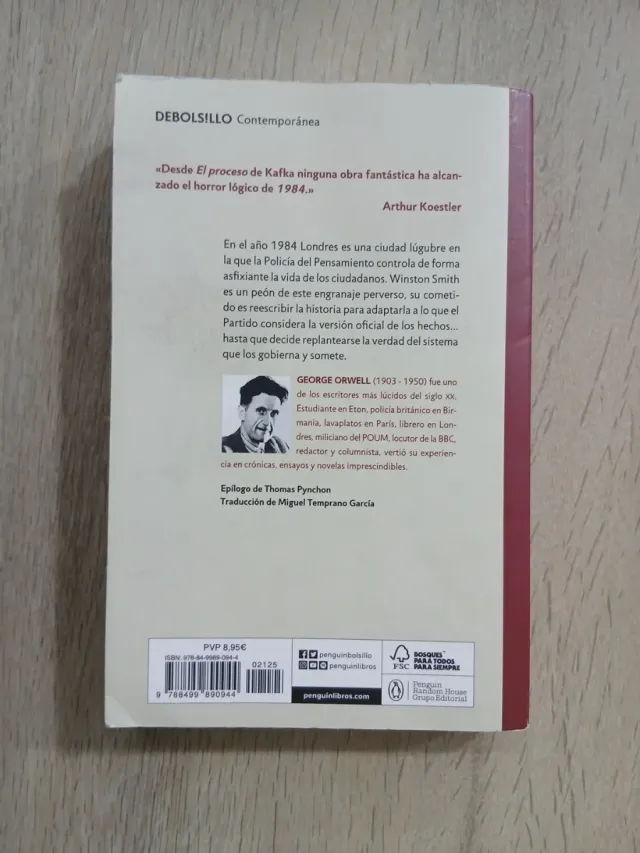 DEBOLS!LLO Contemporánea
«Desde El proceso de Kafka ninguna obra fantástica ha alcan-
zado el horror lógico de 1984.»
Arthur Koestler
En el año 1984 Londres es una ciudad lúgubre en
la que la Policía del Pensamiento controla de forma
asfixiante la vida de los ciudadanos. Winston Smith
es un peón de este engranaje perverso, su cometi-
do es reescribir la historia para adaptarla a lo que el
Partido considera la versión oficial de los hechos...
hasta que decide replantearse la verdad del sistema
que los gobierna y somete.
GEORGE ORWELL (1903 - 1950) fue uno
de los escritores más lúcidos del siglo XX.
Estudiante en Eton, policía británico en Bir-
mania, lavaplatos en París, librero en Lon-
dres, miliciano del POUM, locutor de la BBC,
redactor y columnista, vertió su experien-
cia en crónicas, ensayos y novelas imprescindibles.
Epílogo de Thomas Pynchon
Traducción de Miguel Temprano García
PVP 8,95€
ISBN: 978-84-9989-094-4
02125
9 788499 890944
penguinbolsillo
penguinlibros
penguinlibros.com
FSC
BOSQUES
PARA TODOS
PARA SIEMPRE
Penguin
Random House
Grupo Editorial